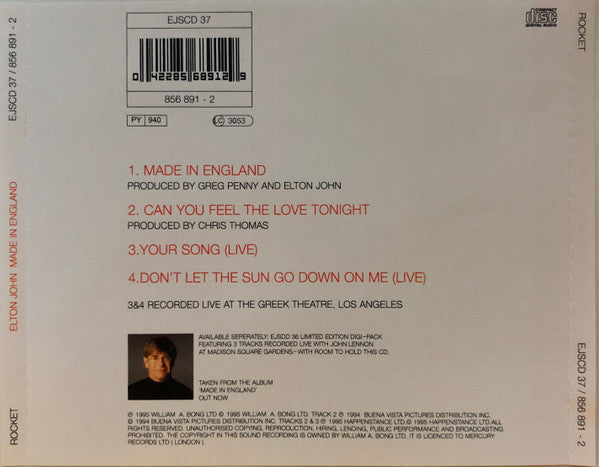 EJSCD 37 / 856 891 - 2
ELTON JOHN MADE IN ENGLAND
ROCKET
EJSCD 37
0 42285 68912 9
856 891 - 2
PY 940
LC 3053
COMPACT
disc
DIGITAL AUDIO
1. MADE IN ENGLAND
PRODUCED BY GREG PENNY AND ELTON JOHN
2. CAN YOU FEEL THE LOVE TONIGHT
PRODUCED BY CHRIS THOMAS
3.YOUR SONG (LIVE)
4.DON'T LET THE SUN GO DOWN ON ME (LIVE)
3&4 RECORDED LIVE AT THE GREEK THEATRE, LOS ANGELES
AVAILABLE SEPERATELY: EJSDD 36 LIMITED EDITION DIGI-PACK
FEATURING 3 TRACKS RECORDED LIVE WITH JOHN LENNON
AT MADISON SQUARE GARDENS.-WITH ROOM TO HOLD THIS CD.
TAKEN FROM THE ALBUM
'MADE IN ENGLAND'
OUT NOW
℗ 1995 WILLIAM A. BONG LTD © 1995 WILLIAM A. BONG LTD. TRACK 2 ℗ 1994 BUENA VISTA PICTURES DISTRIBUTION INC.
© 1994 BUENA VISTA PICTURES DISTRIBUTION INC. TRACKS 2 & 3 ℗ 1995 HAPPENSTANCE LTD © 1995 HAPPENSTANCE LTD.ALL
RIGHTS RESERVED. UNAUTHORISED COPYING, REPRODUCTION, HIRING, LENDING, PUBLIC PERFORMANCE AND BROADCASTING
PROHIBITED. THE COPYRIGHT IN THIS SOUND RECORDING IS OWNED BY WILLIAM A. BONG LTD. IT IS LICENCED TO MERCURY
RECORDS LTD ( LONDON ).
ROCKET
EJSCD 37 / 856 891 - 2